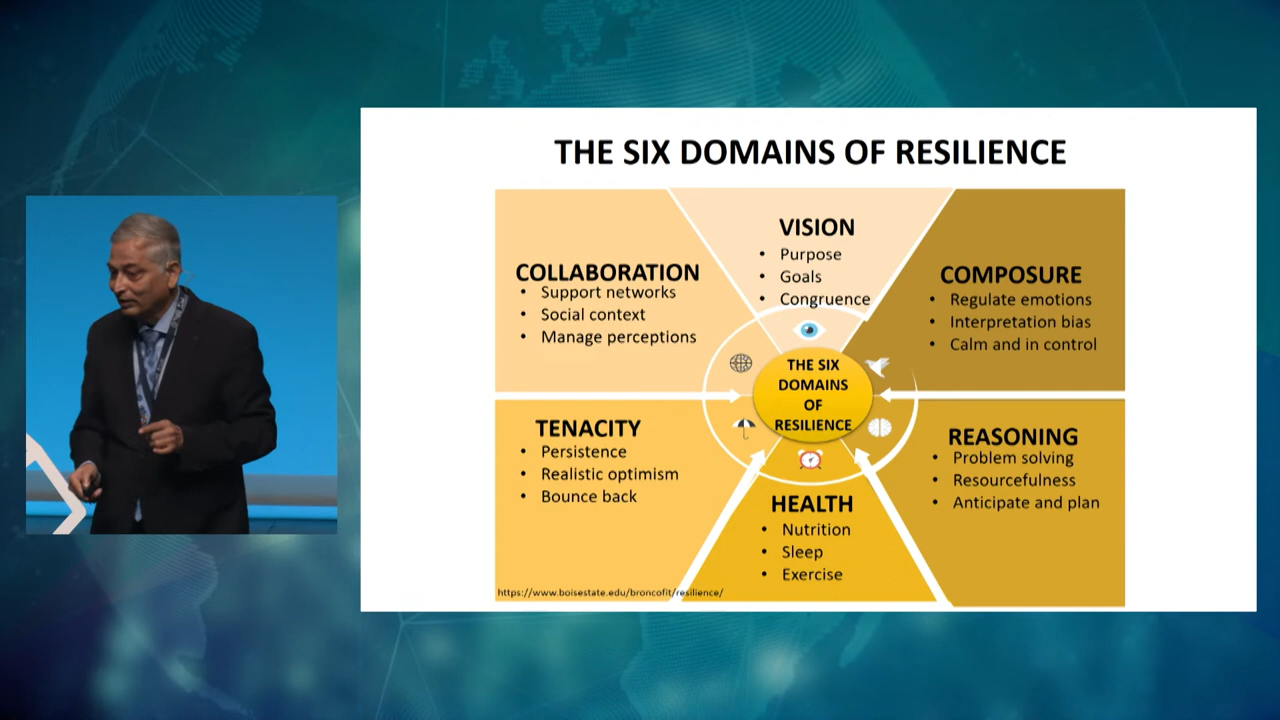 THE SIX DOMAINS OF RESILIENCE
VISION
• Purpose
• Goals
• Congruence
COLLABORATION
• Support networks
• Social context
• Manage perceptions
COMPOSURE
• Regulate emotions
• Interpretation bias
• Calm and in control
THE SIX
DOMAINS
OF
RESILIENCE
TENACITY
• Persistence
• Realistic optimism
• Bounce back
REASONING
• Problem solving
• Resourcefulness
• Anticipate and plan
HEALTH
• Nutrition
• Sleep
• Exercise
https://www.boisestate.edu/broncofit/resilience/